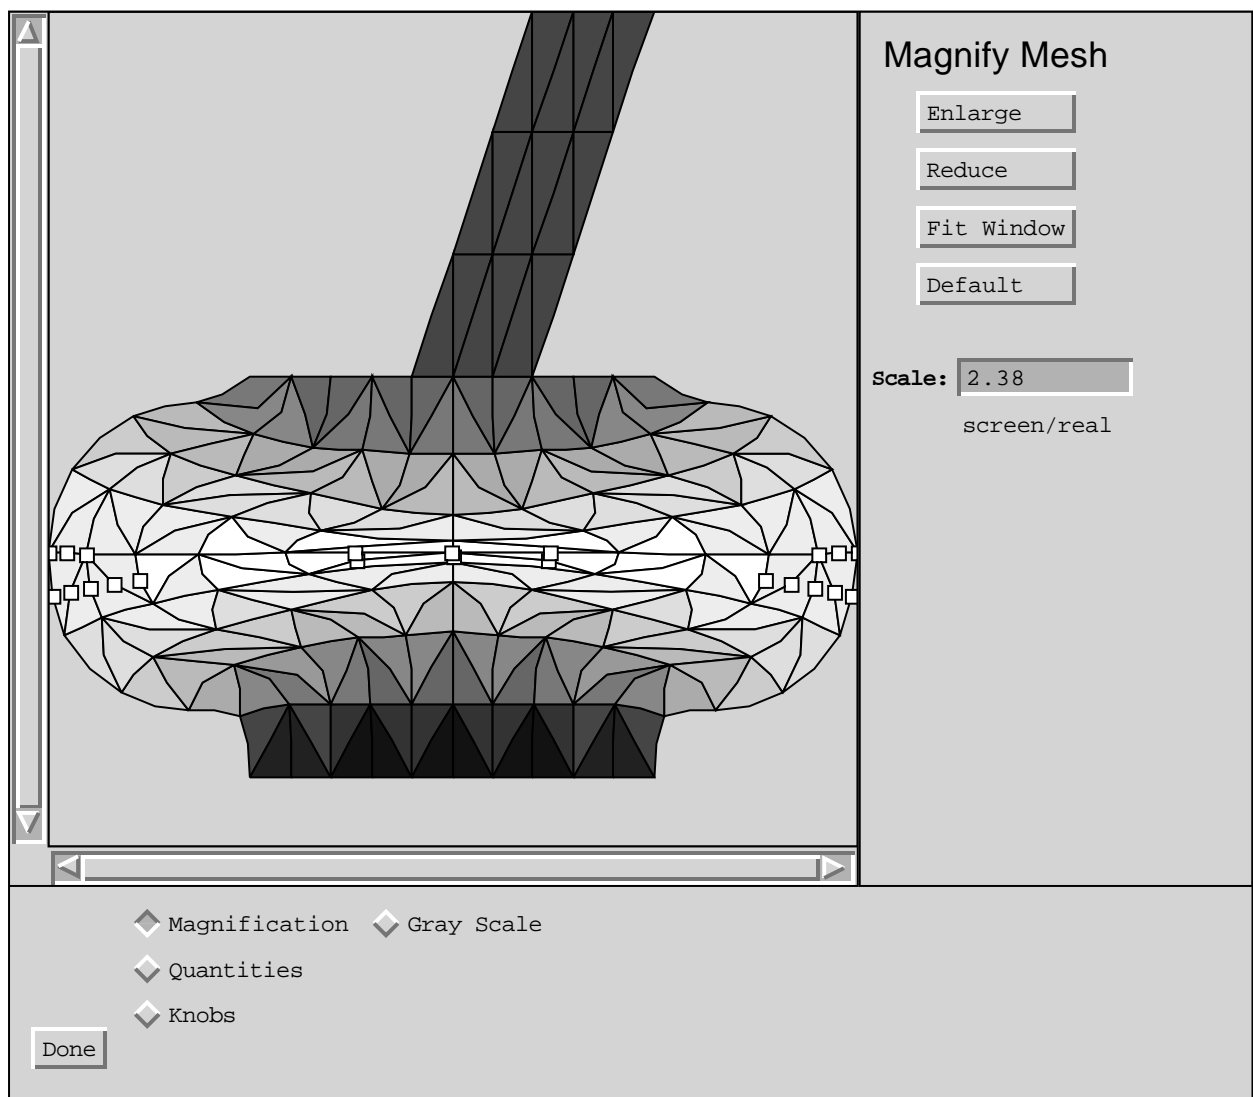 Magnify Mesh
Enlarge
Reduce
Fit Window
Default
Scale: 2.38
screen/real
Magnification Gray Scale
Quantities
Knobs
Done